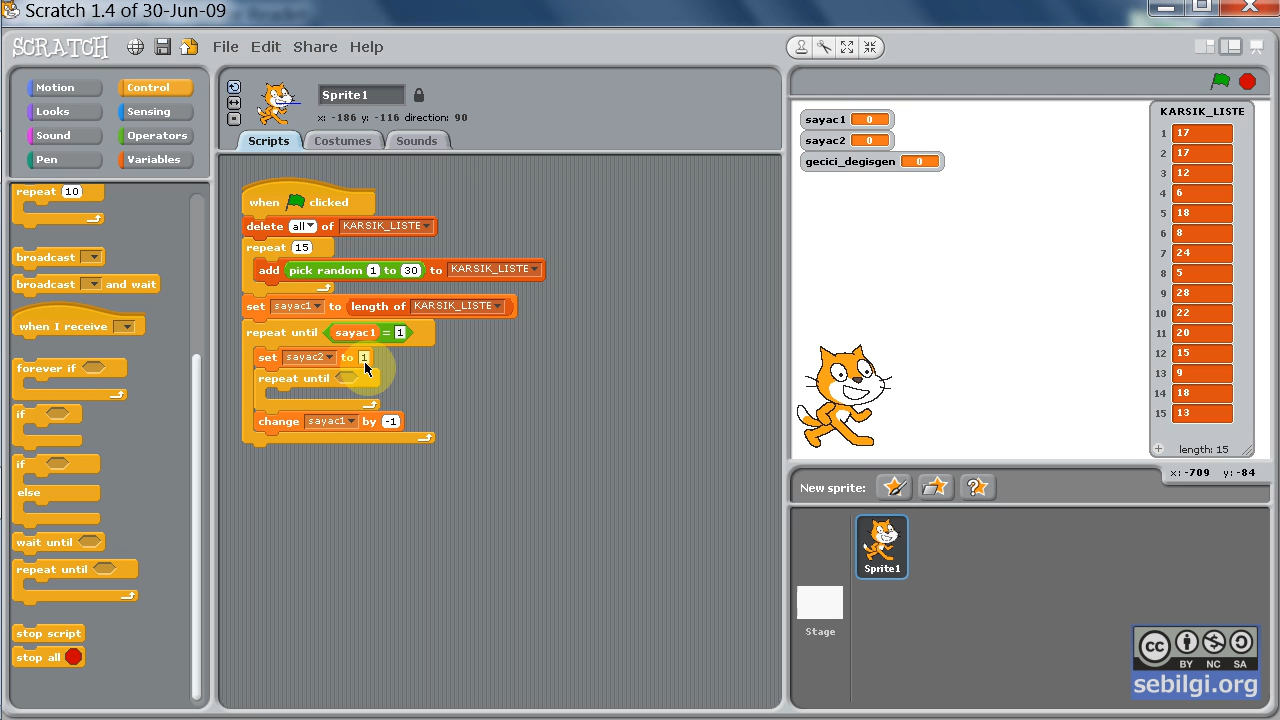 Scratch 1.4 of 30-Jun-09
SCRATCH File Edit Share Help
Motion Control
Looks Sensing
Sound Operators
Pen Variables
repeat 10
broadcast
broadcast and wait
when I receive
forever if
if
if
else
wait until
repeat until
stop script
stop all
Sprite1
x: -186 y: -116 direction: 90
Scripts Costumes Sounds
when clicked
delete all of KARSIK_LISTE
repeat 15
add pick random 1 to 30 to KARSIK_LISTE
set sayac1 to length of KARSIK_LISTE
repeat until sayac1 = 1
set sayac2 to 1
repeat until
change sayac1 by -1
sayac1 0
sayac2 0
gecici_degisgen 0
KARSIK_LISTE
1 17
2 17
3 12
4 6
5 18
6 8
7 24
8 5
9 28
10 22
11 20
12 15
13 9
14 18
15 13
+ length: 15
x: -709 y: -84
New sprite:
Sprite1
Stage
cc BY NC SA
sebilgi.org